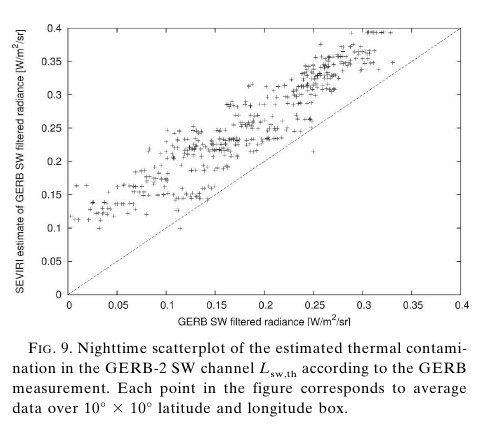 0.4
0.35
0.3
0.25
0.2
0.15
0.1
0.05
0
SEVIRI estimate of GERB SW filtered radiance [W/m²/sr]
0 0.05 0.1 0.15 0.2 0.25 0.3 0.35 0.4
GERB SW filtered radiance [W/m²/sr]
FIG. 9. Nighttime scatterplot of the estimated thermal contami-
nation in the GERB-2 SW channel Lsw,th according to the GERB
measurement. Each point in the figure corresponds to average
data over 10° × 10° latitude and longitude box.